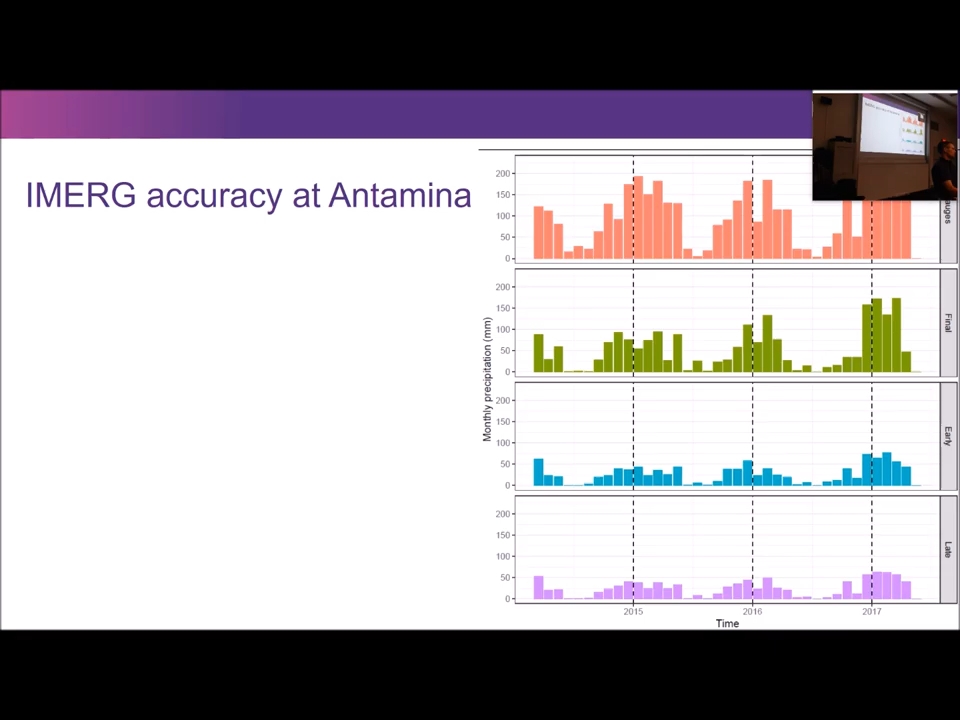 IMERG accuracy at Antamina
200
150
100
50
0
auges
200
150
100
50
0
Final
200
150
100
50
0
Early
200
150
100
50
0
Late
Monthly precipitation (mm)
2015 2016 2017
Time